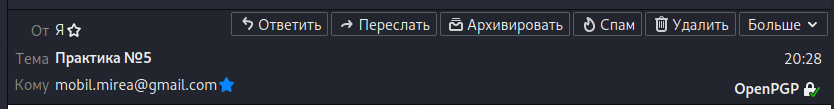 От Я Ответить Переслать Архивировать Спам Удалить Больше
Тема Практика №5 20:28
Кому mobil.mirea@gmail.com OpenPGP